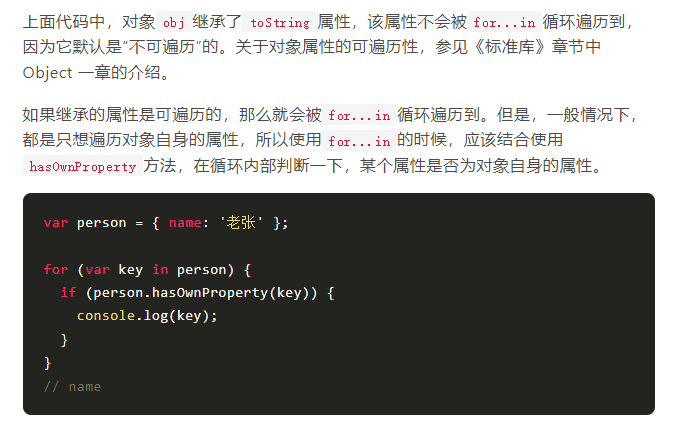 上面代码中，对象 obj 继承了 toString 属性，该属性不会被 for...in 循环遍历到，
因为它默认是“不可遍历”的。关于对象属性的可遍历性，参见《标准库》章节中
Object 一章的介绍。
如果继承的属性是可遍历的，那么就会被 for...in 循环遍历到。但是，一般情况下，
都是只想遍历对象自身的属性，所以使用 for...in 的时候，应该结合使用
hasOwnProperty 方法，在循环内部判断一下，某个属性是否为对象自身的属性。
var person = { name: '老张' };
for (var key in person) {
  if (person.hasOwnProperty(key)) {
    console.log(key);
  }
}
// name